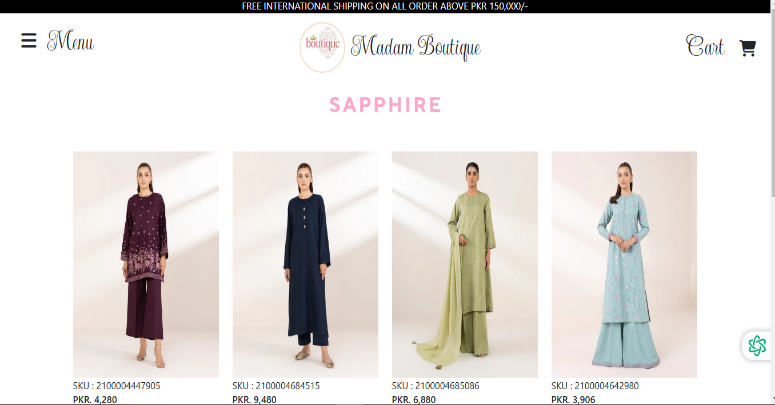 FREE INTERNATIONAL SHIPPING ON ALL ORDER ABOVE PKR 150,000/-
Menu
boutique
Madam Boutique
Cart
SAPPHIRE
SKU : 2100004447905
PKR. 4,280
SKU : 2100004684515
PKR. 9,480
SKU : 2100004685086
PKR. 6,880
SKU : 2100004642980
PKR. 3,906